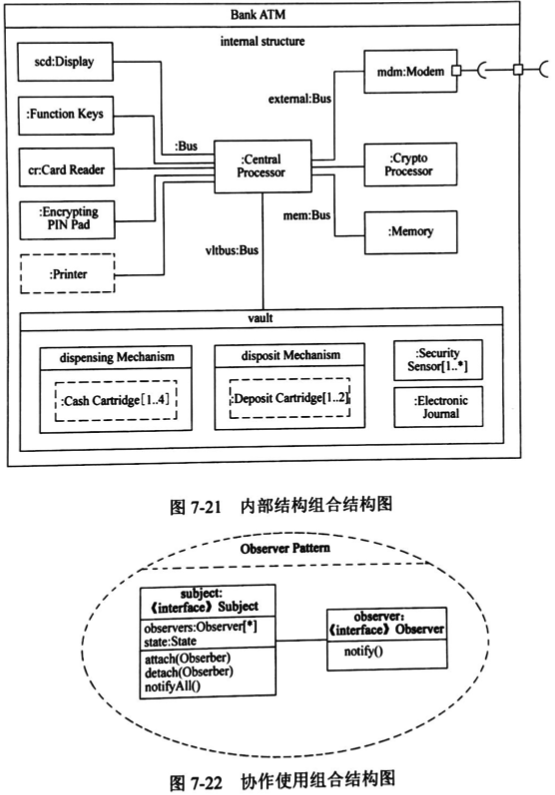 Bank ATM
internal structure
scd:Display
mdm:Modem
external:Bus
:Function Keys
:Bus
:Central
Processor
:Crypto
Processor
cr:Card Reader
:Encrypting
PIN Pad
mem:Bus
:Memory
vltbus:Bus
:Printer
vault
dispensing Mechanism
:Cash Cartridge[1..4]
disposit Mechanism
:Deposit Cartridge[1..2]
:Security
Sensor[1..*]
:Electronic
Journal
图 7-21 内部结构组合结构图
Observer Pattern
subject:
《interface》Subject
observers:Observer[*]
state:State
attach(Obserber)
detach(Obserber)
notifyAll()
observer:
《interface》Observer
notify()
图 7-22 协作使用组合结构图